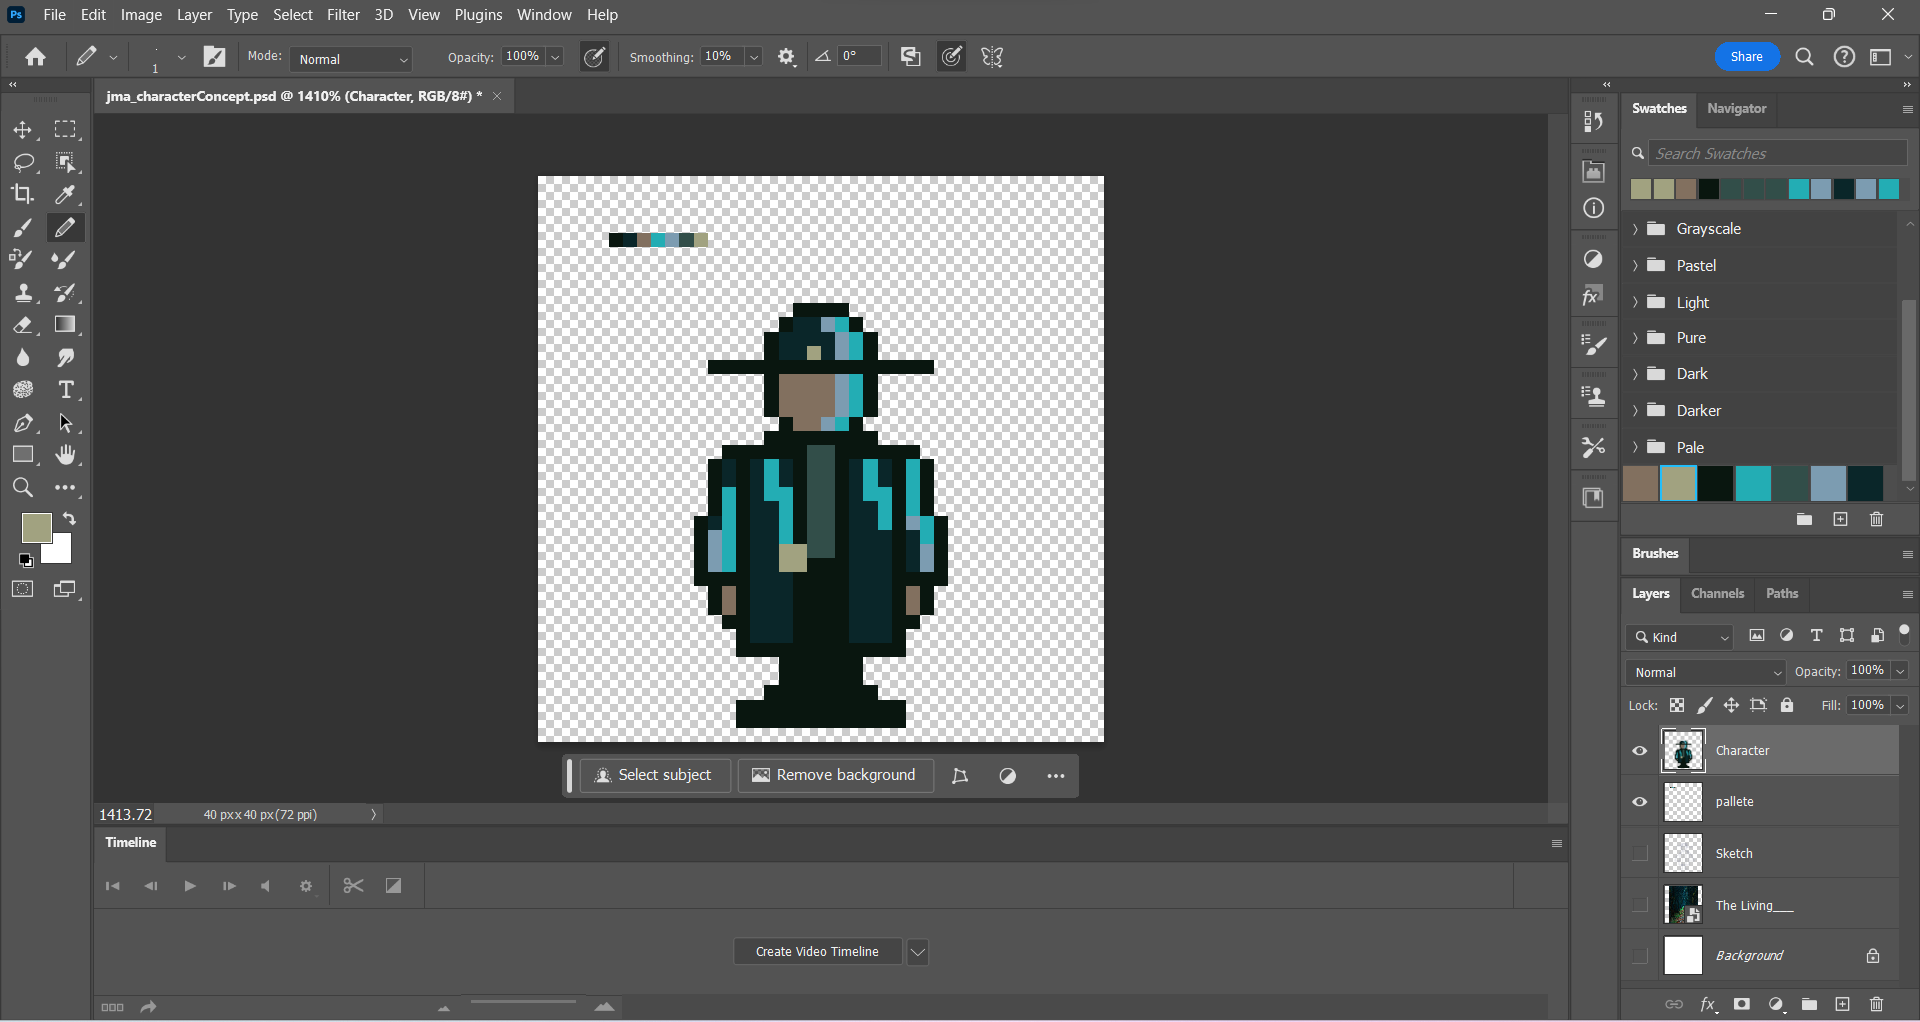 Ps File Edit Image Layer Type Select Filter 3D View Plugins Window Help
1 Mode: Normal Opacity: 100% Smoothing: 10% 0° Share
jma_characterConcept.psd @ 1410% (Character, RGB/8#) * ×
Swatches Navigator
Search Swatches
Grayscale
Pastel
Light
Pure
Dark
Darker
Pale
Brushes
Layers Channels Paths
Kind
Normal Opacity: 100%
Lock: Fill: 100%
Character
pallete
Sketch
The Living___
Background
Select subject Remove background
1413.72 40 px x 40 px (72 ppi)
Timeline
Create Video Timeline